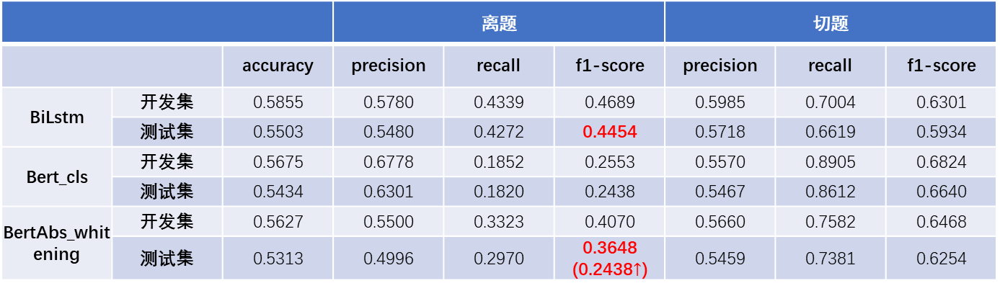 离题 切题
accuracy precision recall f1-score precision recall f1-score
BiLstm
开发集 0.5855 0.5780 0.4339 0.4689 0.5985 0.7004 0.6301
测试集 0.5503 0.5480 0.4272 0.4454 0.5718 0.6619 0.5934
Bert_cls
开发集 0.5675 0.6778 0.1852 0.2553 0.5570 0.8905 0.6824
测试集 0.5434 0.6301 0.1820 0.2438 0.5467 0.8612 0.6640
BertAbs_whit
ening
开发集 0.5627 0.5500 0.3323 0.4070 0.5660 0.7582 0.6468
测试集 0.5313 0.4996 0.2970 0.3648 0.5459 0.7381 0.6254
(0.2438↑)